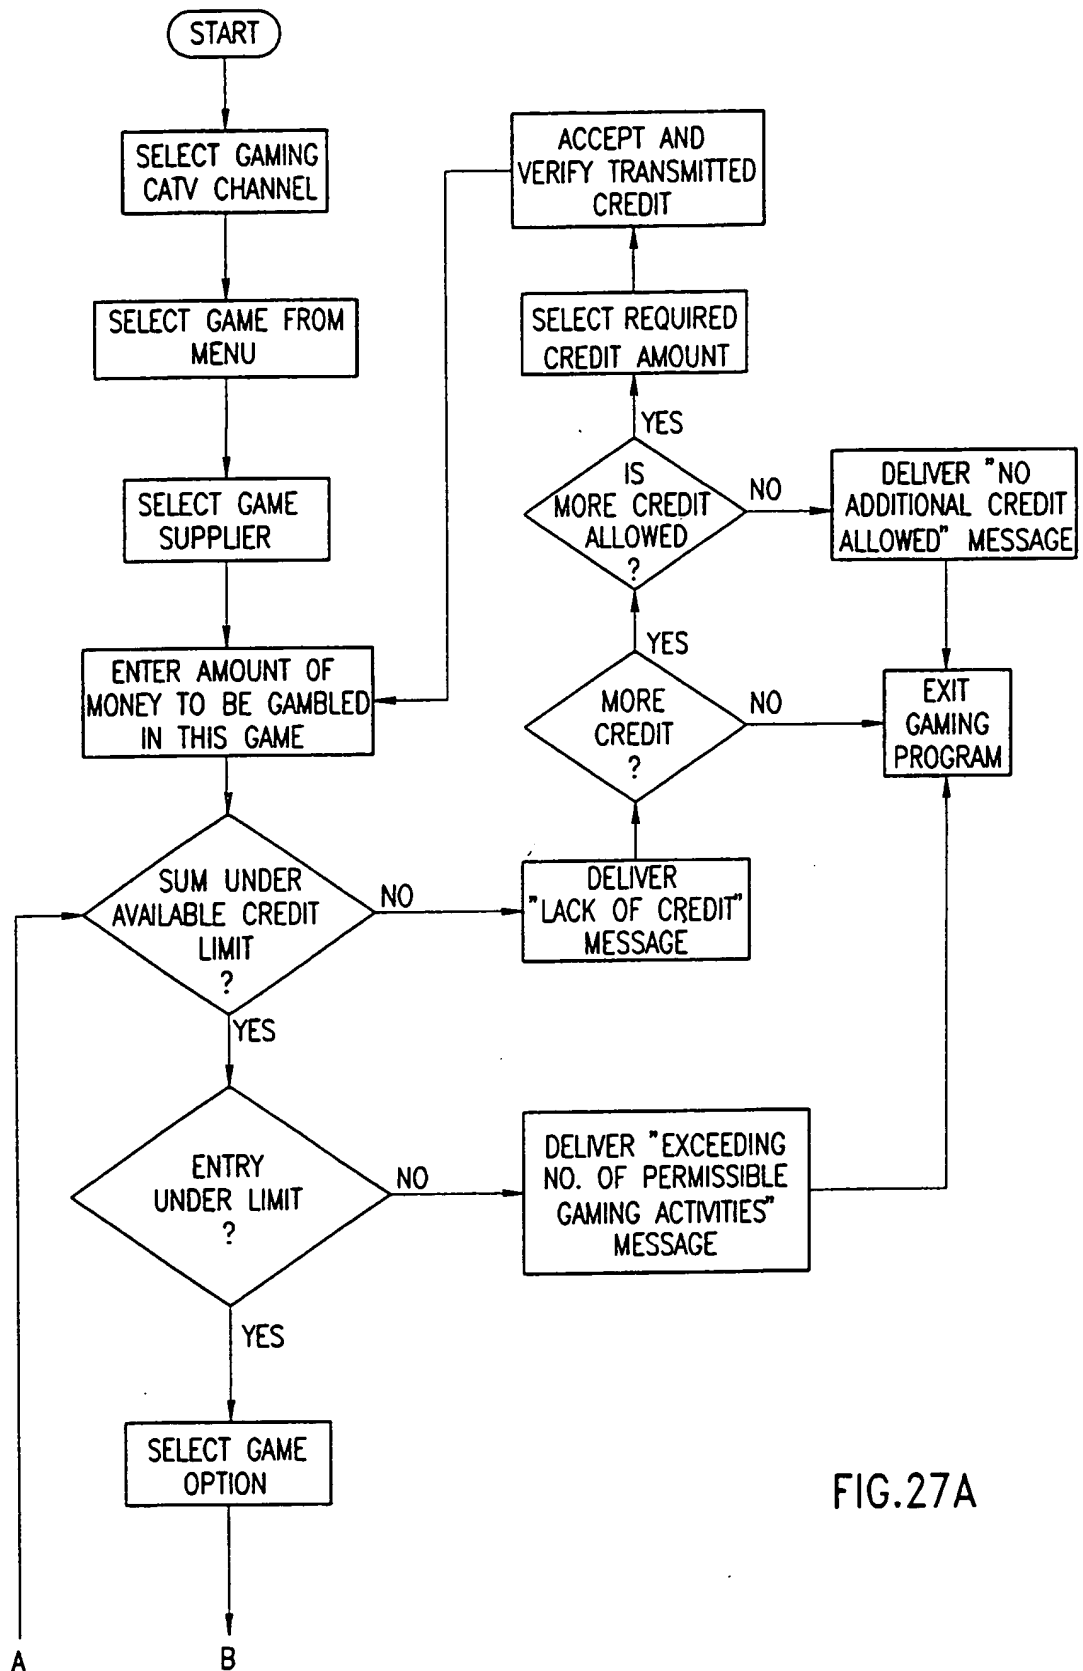 START
SELECT GAMING
CATV CHANNEL
SELECT GAME FROM
MENU
SELECT GAME
SUPPLIER
ENTER AMOUNT OF
MONEY TO BE GAMBLED
IN THIS GAME
SUM UNDER
AVAILABLE CREDIT
LIMIT
?
NO
YES
DELIVER
"LACK OF CREDIT"
MESSAGE
MORE
CREDIT
?
NO
YES
IS
MORE CREDIT
ALLOWED
?
NO
YES
SELECT REQUIRED
CREDIT AMOUNT
ACCEPT AND
VERIFY TRANSMITTED
CREDIT
DELIVER "NO
ADDITIONAL CREDIT
ALLOWED" MESSAGE
EXIT
GAMING
PROGRAM
ENTRY
UNDER LIMIT
?
NO
YES
DELIVER "EXCEEDING
NO. OF PERMISSIBLE
GAMING ACTIVITIES"
MESSAGE
SELECT GAME
OPTION
A
B
FIG.27A